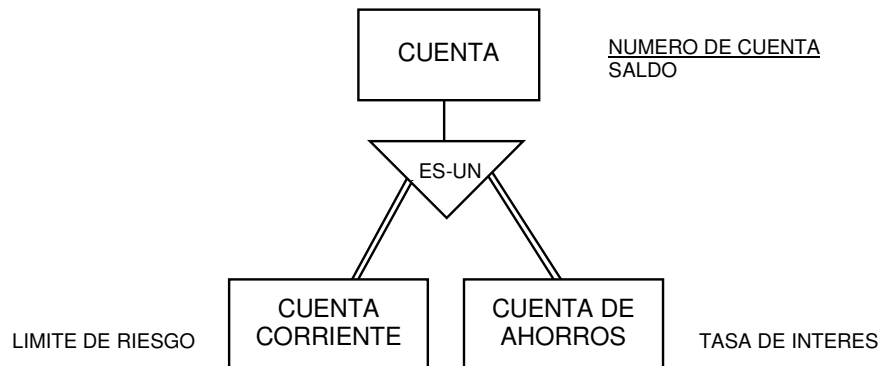 CUENTA
NUMERO DE CUENTA
SALDO
ES-UN
CUENTA
CORRIENTE
CUENTA DE
AHORROS
LIMITE DE RIESGO
TASA DE INTERES